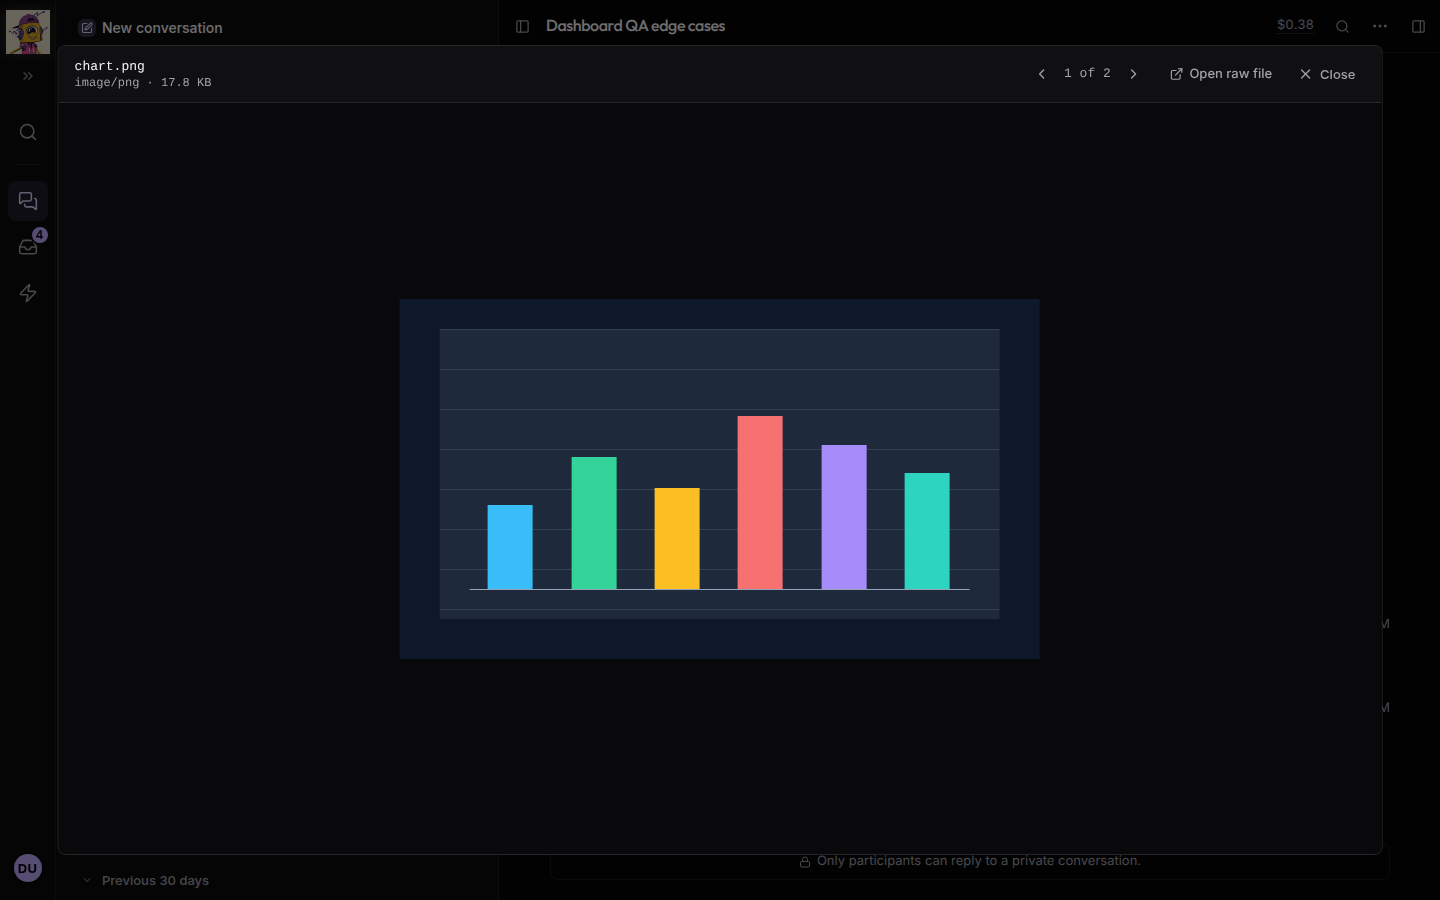 New conversation
Dashboard QA edge cases
$0.38
chart.png
image/png · 17.8 KB
1 of 2
Open raw file
Close
4
M
M
Only participants can reply to a private conversation.
DU
Previous 30 days